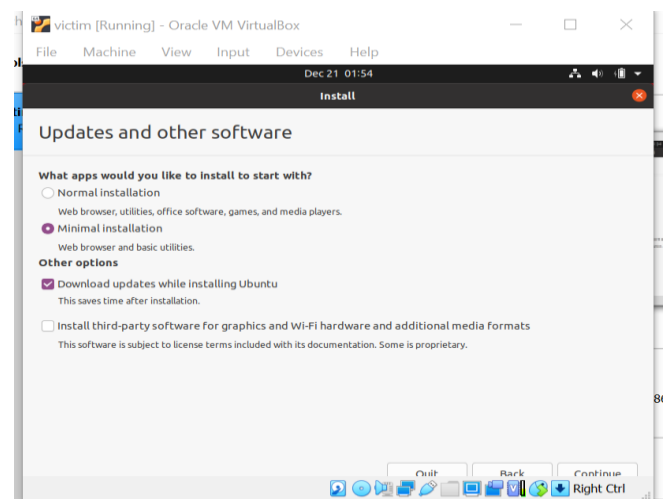 victim [Running] - Oracle VM VirtualBox
File Machine View Input Devices Help
Dec 21 01:54
Install
Updates and other software
What apps would you like to install to start with?
Normal installation
Web browser, utilities, office software, games, and media players.
Minimal installation
Web browser and basic utilities.
Other options
Download updates while installing Ubuntu
This saves time after installation.
Install third-party software for graphics and Wi-Fi hardware and additional media formats
This software is subject to license terms included with its documentation. Some is proprietary.
Quit Back Continue
Right Ctrl